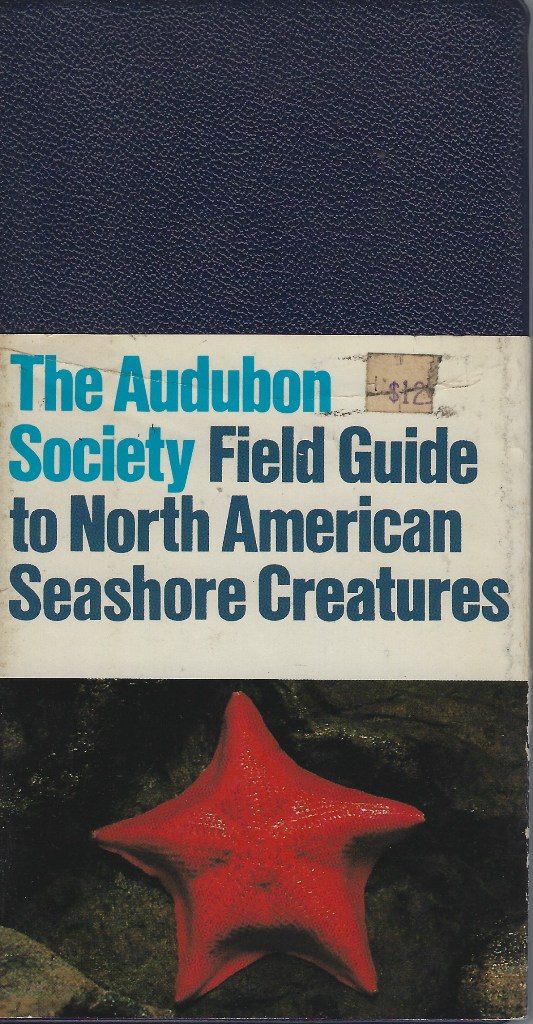 The Audubon
Society Field Guide
to North American
Seashore Creatures
$12